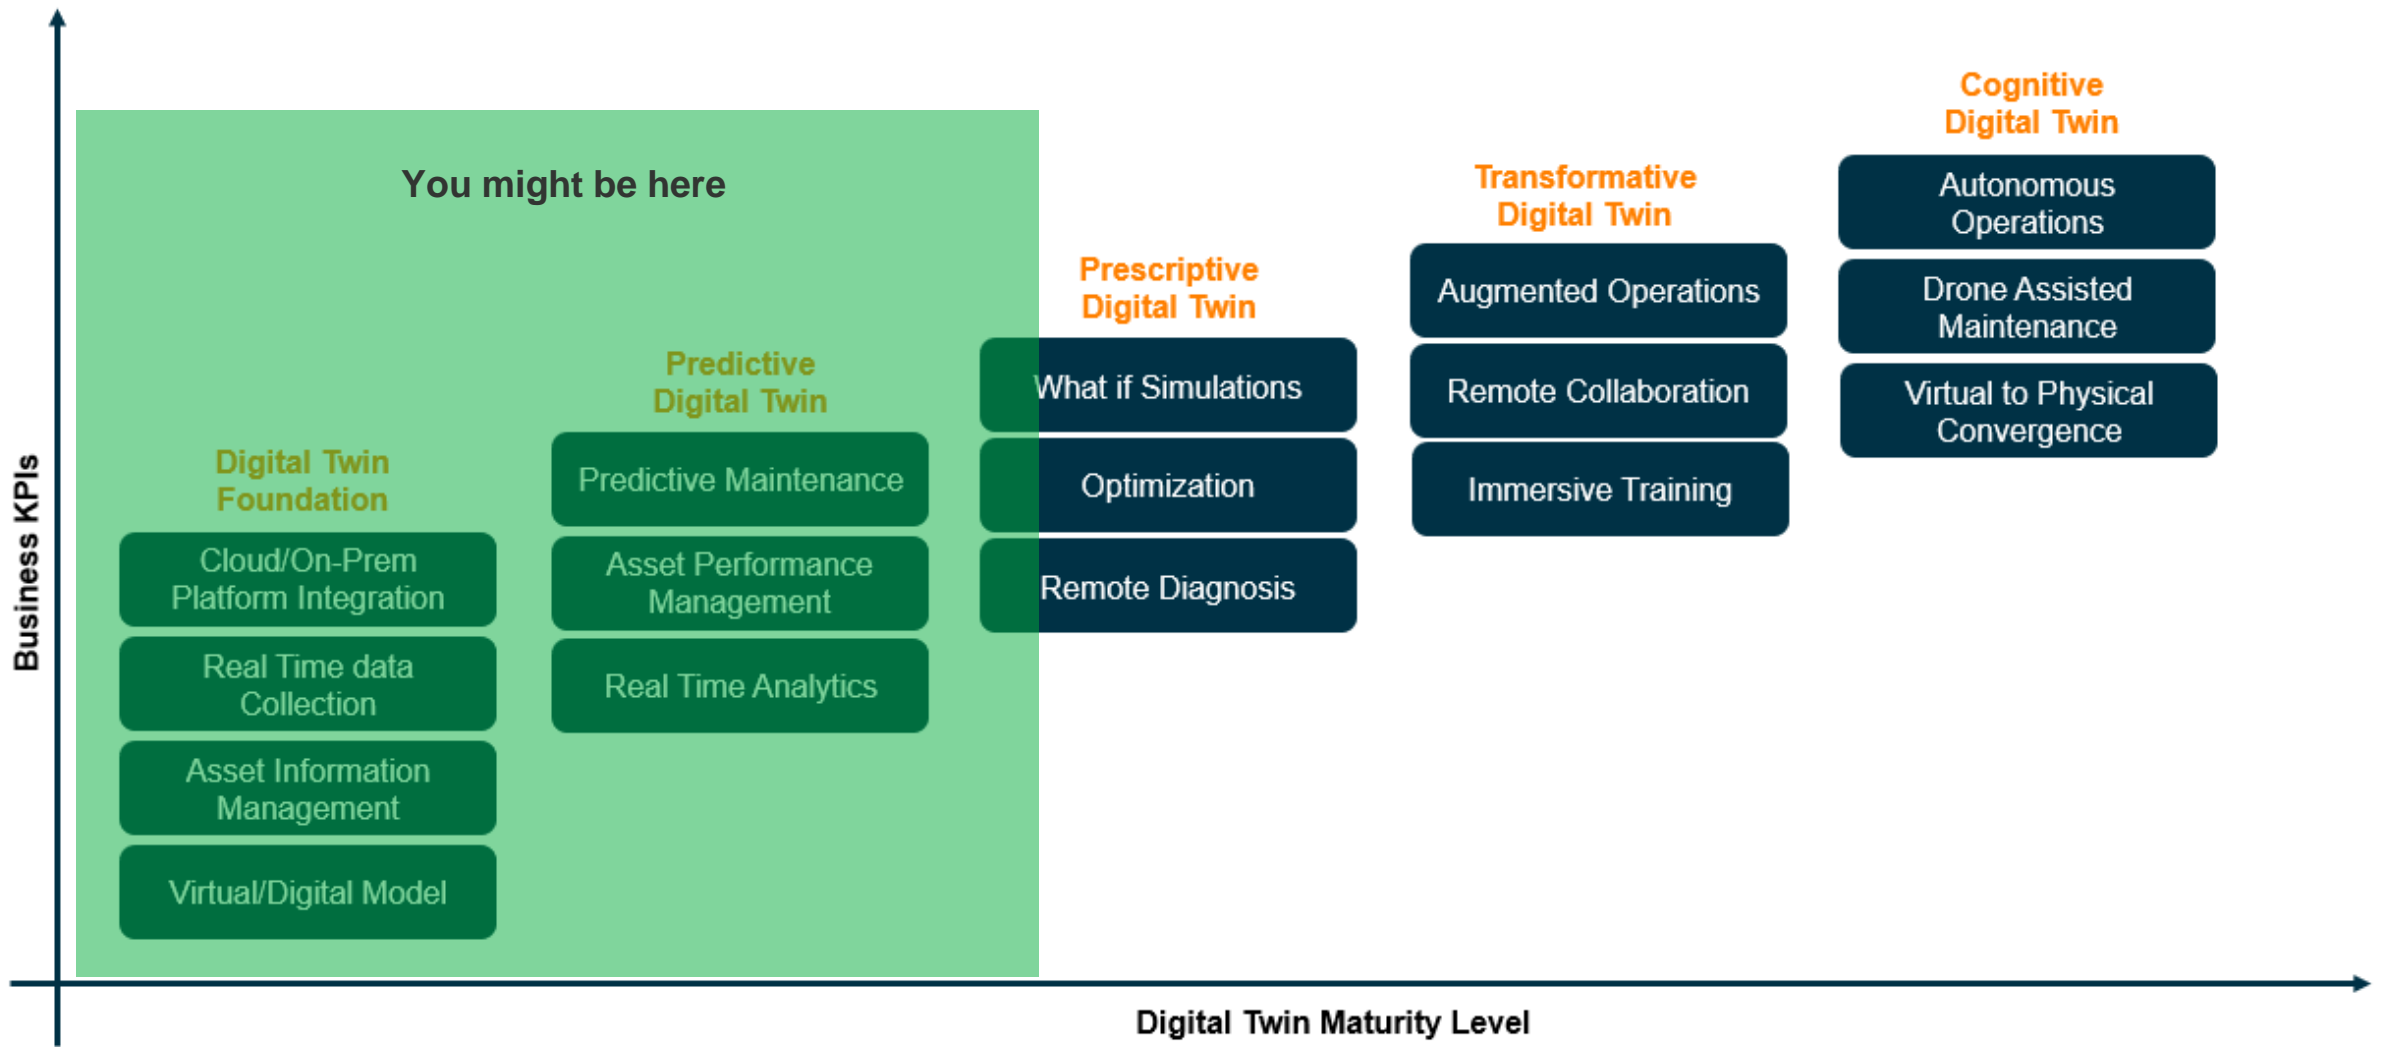 You might be here
Digital Twin
Foundation
Cloud/On-Prem
Platform Integration
Real Time data
Collection
Asset Information
Management
Virtual/Digital Model
Predictive
Digital Twin
Predictive Maintenance
Asset Performance
Management
Real Time Analytics
Prescriptive
Digital Twin
What if Simulations
Optimization
Remote Diagnosis
Transformative
Digital Twin
Augmented Operations
Remote Collaboration
Immersive Training
Cognitive
Digital Twin
Autonomous
Operations
Drone Assisted
Maintenance
Virtual to Physical
Convergence
Business KPIs
Digital Twin Maturity Level